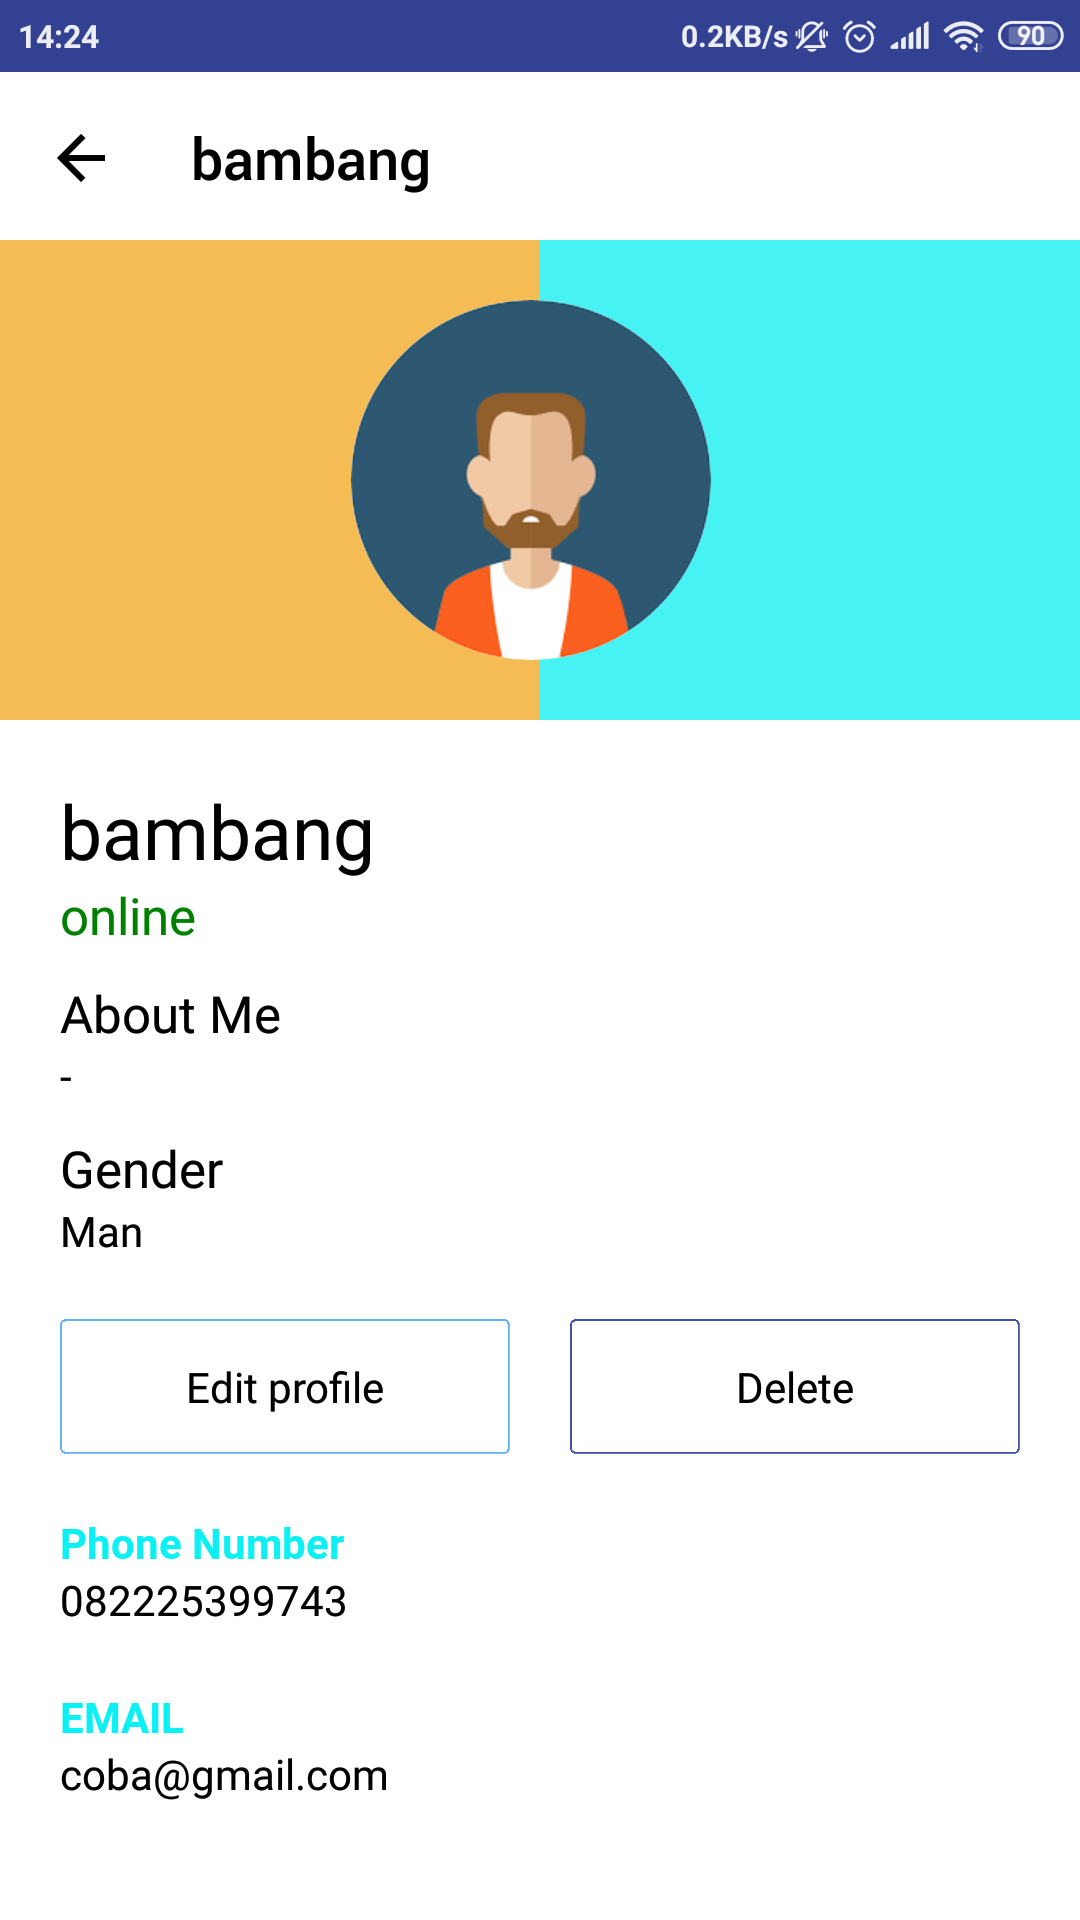 14:24 0.2KB/s 90
bambang
bambang
online
About Me
-
Gender
Man
Edit profile Delete
Phone Number
082225399743
EMAIL
coba@gmail.com